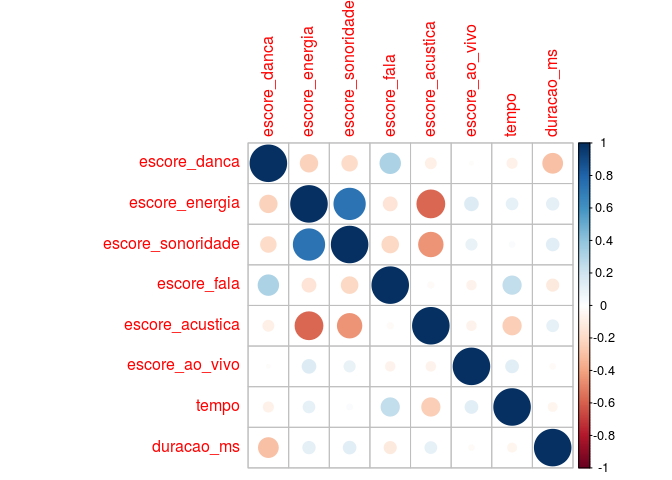 escore_danca
escore_energia
escore_sonoridade
escore_fala
escore_acustica
escore_ao_vivo
tempo
duracao_ms
escore_danca
escore_energia
escore_sonoridade
escore_fala
escore_acustica
escore_ao_vivo
tempo
duracao_ms
1
0.8
0.6
0.4
0.2
0
-0.2
-0.4
-0.6
-0.8
-1